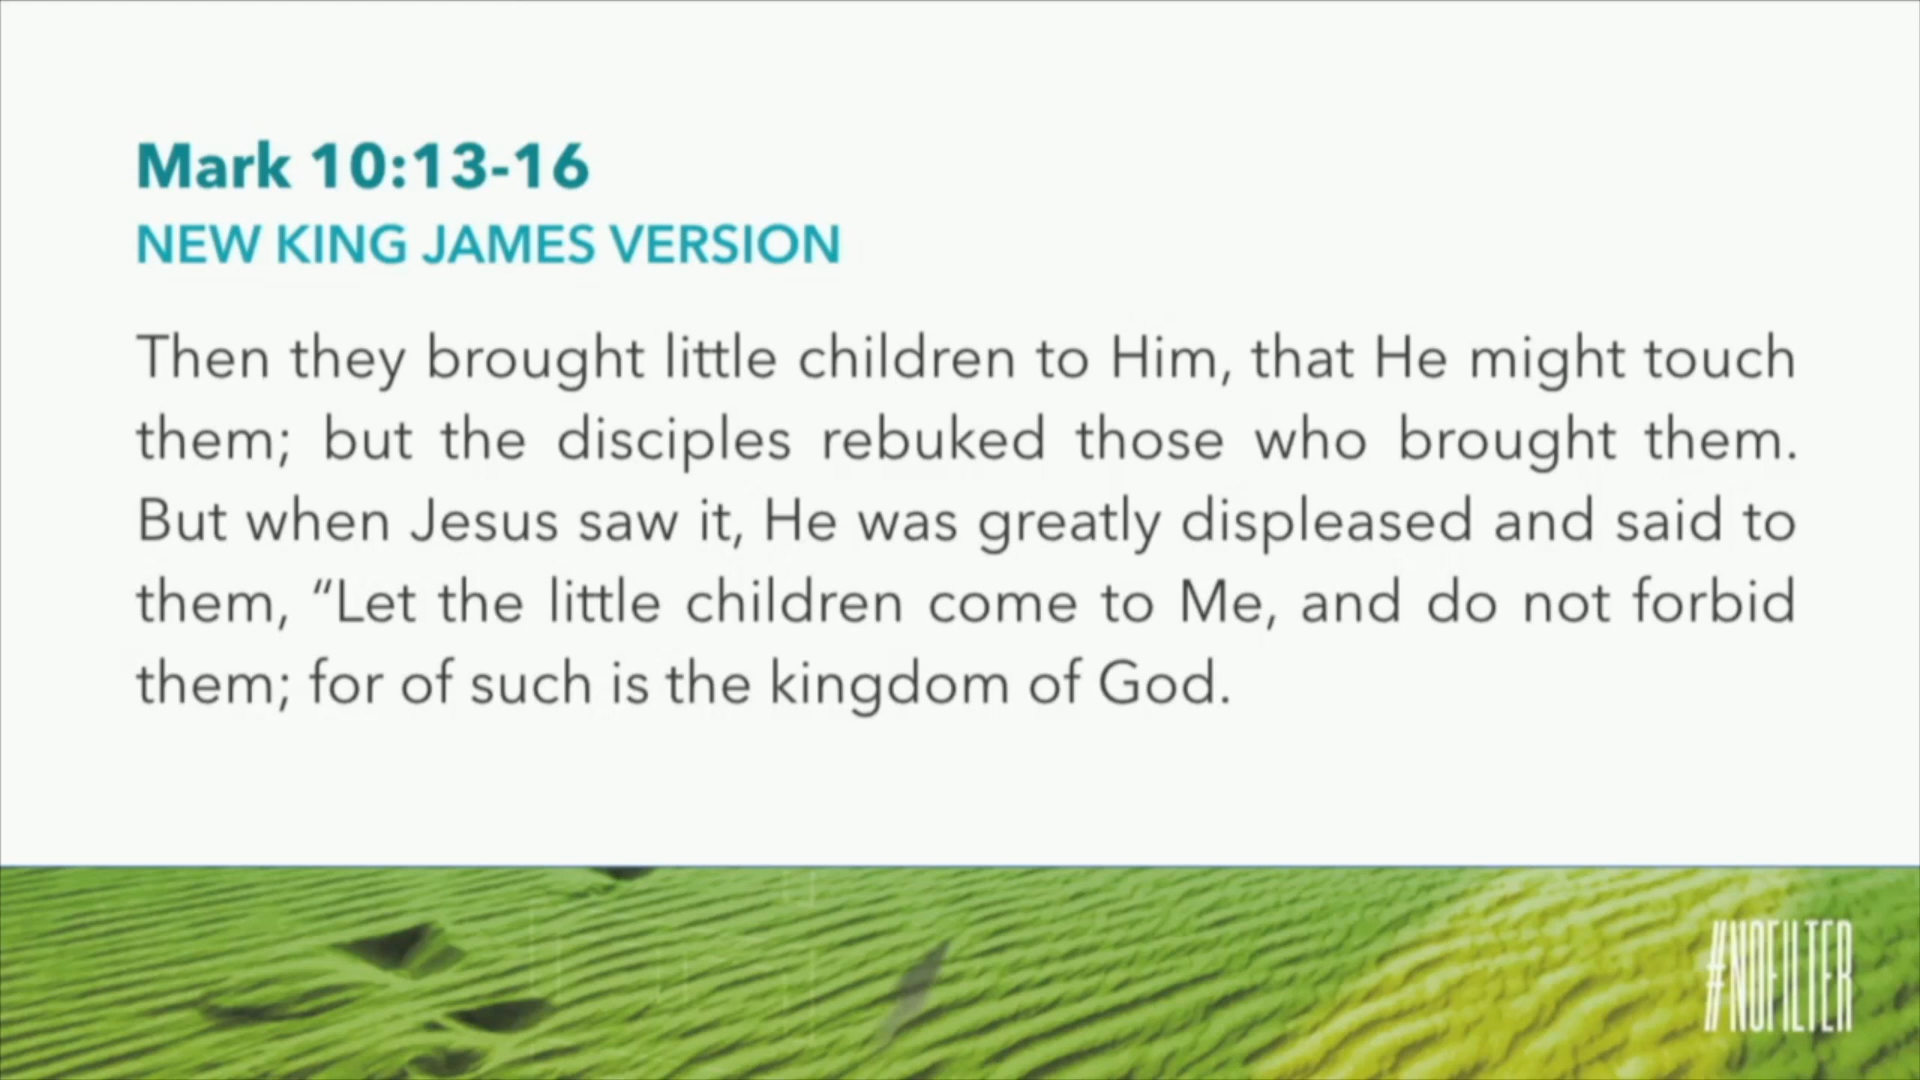 Mark 10:13-16
NEW KING JAMES VERSION
Then they brought little children to Him, that He might touch
them; but the disciples rebuked those who brought them.
But when Jesus saw it, He was greatly displeased and said to
them, “Let the little children come to Me, and do not forbid
them; for of such is the kingdom of God.
#NOFILTER